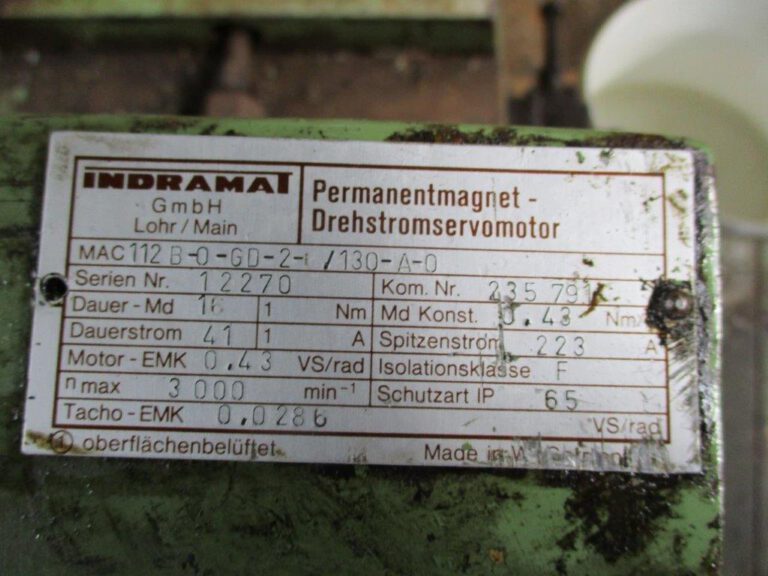 INDRAMAT
GmbH
Lohr / Main
Permanentmagnet -
Drehstromservomotor
MAC 112 B-0-GD-2- /130-A-0
Serien Nr. 12270
Kom. Nr. 235 791
Dauer - Md 1 Nm
Md Konst. 0.43 Nm/
Dauerstrom 41 1 A
Spitzenstrom 223 A
Motor - EMK 0.43 VS/rad
Isolationsklasse F
n max 3000 min⁻¹
Schutzart IP 65
Tacho - EMK 0.0286 VS/rad
① oberflächenbelüftet
Made in W.